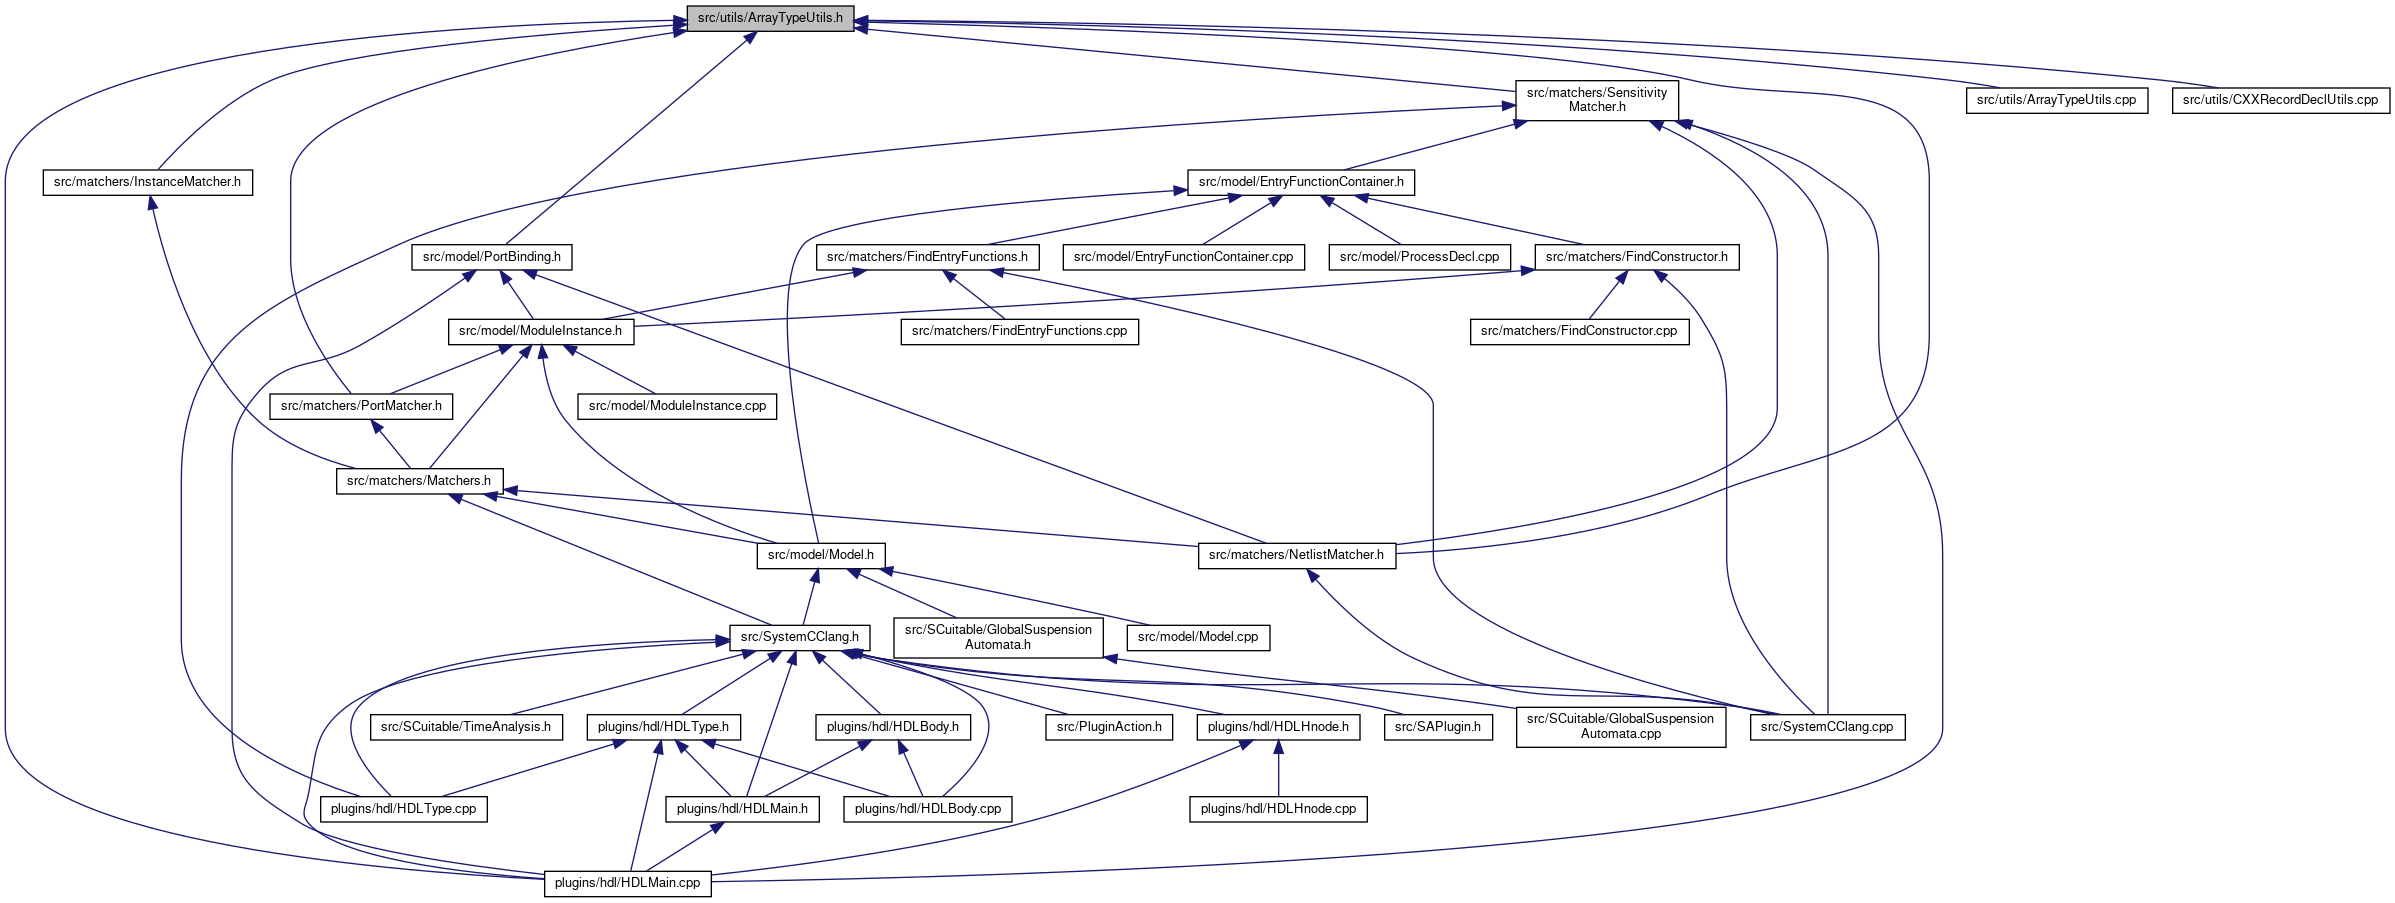 src/utils/ArrayTypeUtils.h
src/matchers/Sensitivity
Matcher.h
src/utils/ArrayTypeUtils.cpp
src/utils/CXXRecordDeclUtils.cpp
src/matchers/InstanceMatcher.h
src/model/EntryFunctionContainer.h
src/model/PortBinding.h
src/matchers/FindEntryFunctions.h
src/model/EntryFunctionContainer.cpp
src/model/ProcessDecl.cpp
src/matchers/FindConstructor.h
src/model/ModuleInstance.h
src/matchers/FindEntryFunctions.cpp
src/matchers/FindConstructor.cpp
src/matchers/PortMatcher.h
src/model/ModuleInstance.cpp
src/matchers/Matchers.h
src/model/Model.h
src/matchers/NetlistMatcher.h
src/SystemCClang.h
src/SCuitable/GlobalSuspension
Automata.h
src/model/Model.cpp
src/SCuitable/TimeAnalysis.h
plugins/hdl/HDLType.h
plugins/hdl/HDLBody.h
src/PluginAction.h
plugins/hdl/HDLHnode.h
src/SAPlugin.h
src/SCuitable/GlobalSuspension
Automata.cpp
src/SystemCClang.cpp
plugins/hdl/HDLType.cpp
plugins/hdl/HDLMain.h
plugins/hdl/HDLBody.cpp
plugins/hdl/HDLHnode.cpp
plugins/hdl/HDLMain.cpp